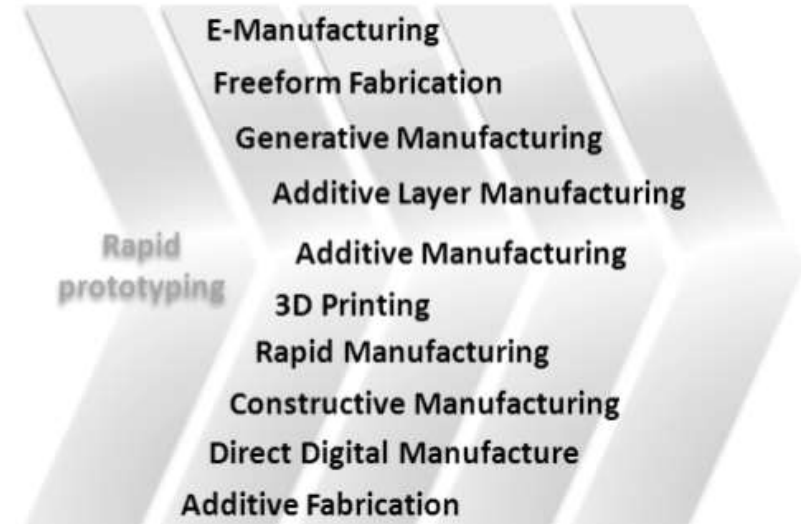 E-Manufacturing
Freeform Fabrication
Generative Manufacturing
Additive Layer Manufacturing
Rapid
prototyping
Additive Manufacturing
3D Printing
Rapid Manufacturing
Constructive Manufacturing
Direct Digital Manufacture
Additive Fabrication